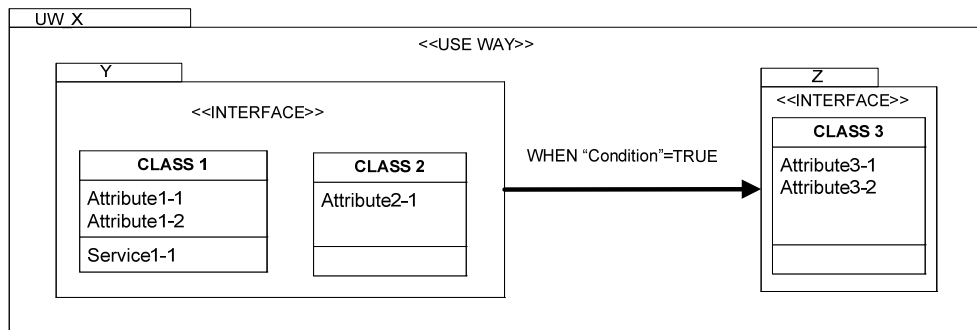 UW_X
<<USE WAY>>
Y
<<INTERFACE>>
CLASS 1
Attribute1-1
Attribute1-2
Service1-1
CLASS 2
Attribute2-1
WHEN “Condition”=TRUE
Z
<<INTERFACE>>
CLASS 3
Attribute3-1
Attribute3-2